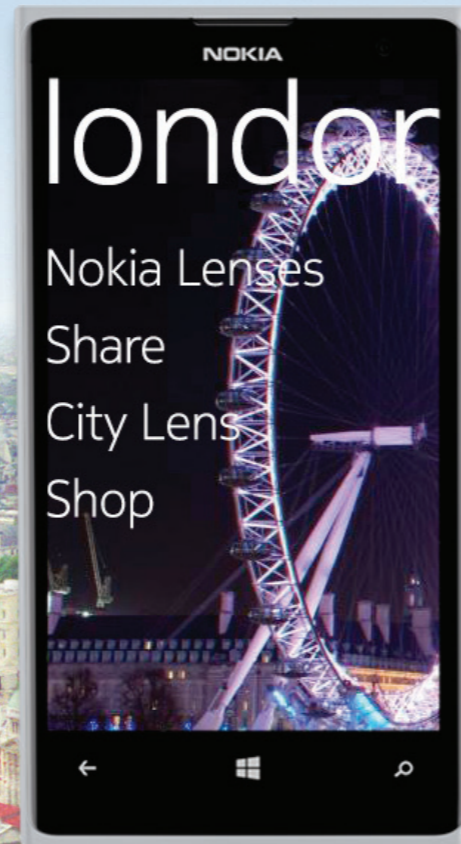 NOKIA
londor
Nokia Lenses
Share
City Lens
Shop